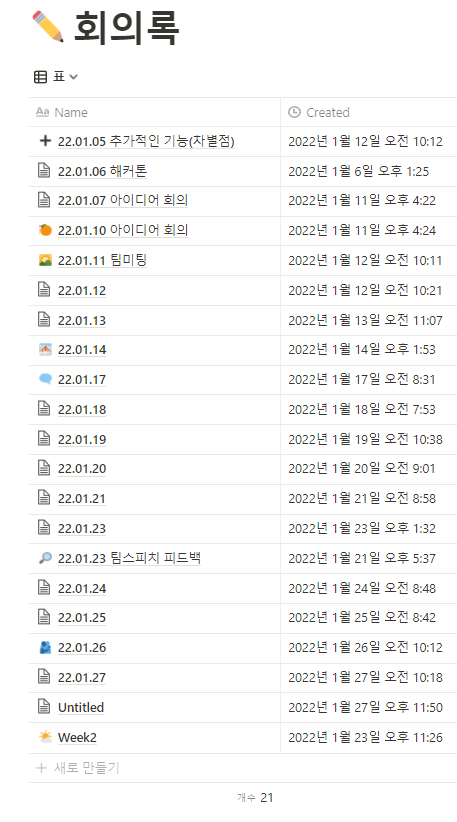 회의록
표
Aa Name Created
22.01.05 추가적인 기능(차별점) 2022년 1월 12일 오전 10:12
22.01.06 해커톤 2022년 1월 6일 오후 1:25
22.01.07 아이디어 회의 2022년 1월 11일 오후 4:22
22.01.10 아이디어 회의 2022년 1월 11일 오후 4:24
22.01.11 팀미팅 2022년 1월 12일 오전 10:11
22.01.12 2022년 1월 12일 오전 10:21
22.01.13 2022년 1월 13일 오전 11:07
22.01.14 2022년 1월 14일 오후 1:53
22.01.17 2022년 1월 17일 오전 8:31
22.01.18 2022년 1월 18일 오전 7:53
22.01.19 2022년 1월 19일 오전 10:38
22.01.20 2022년 1월 20일 오전 9:01
22.01.21 2022년 1월 21일 오전 8:58
22.01.23 2022년 1월 23일 오후 1:32
22.01.23 팀스피치 피드백 2022년 1월 21일 오후 5:37
22.01.24 2022년 1월 24일 오전 8:48
22.01.25 2022년 1월 25일 오전 8:42
22.01.26 2022년 1월 26일 오전 10:12
22.01.27 2022년 1월 27일 오전 10:18
Untitled 2022년 1월 27일 오후 11:50
Week2 2022년 1월 23일 오후 11:26
새로 만들기
개수 21